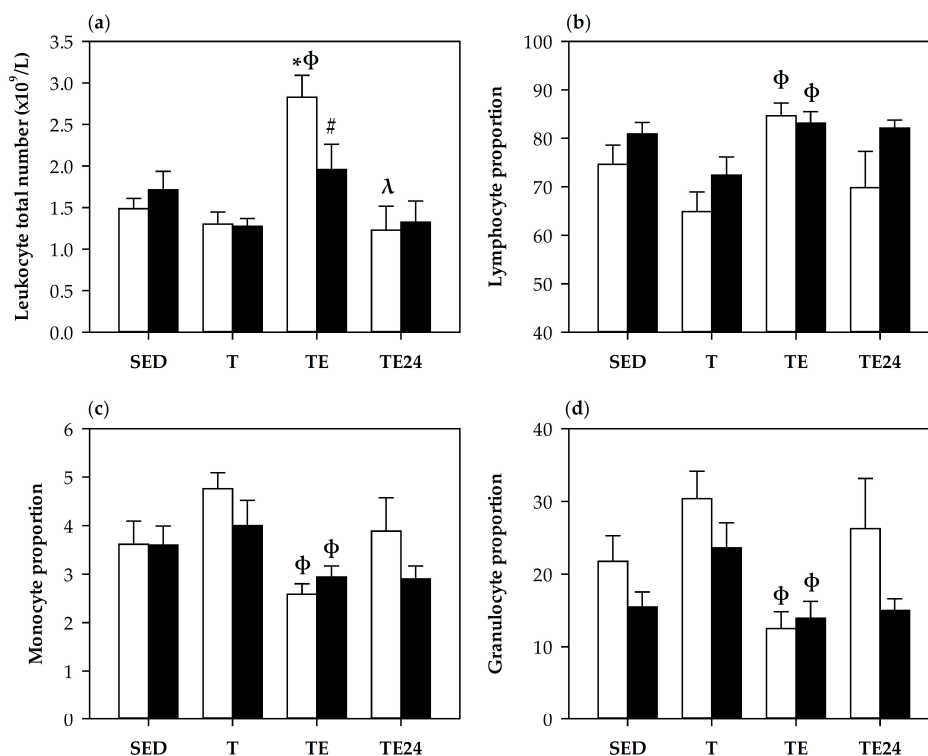 (a)
Leukocyte total number (x10⁹/L)
3.5
3.0
2.5
2.0
1.5
1.0
0.5
0.0
*Φ
#
λ
SED T TE TE24
(b)
Lymphocyte proportion
100
90
80
70
60
50
40
Φ Φ
SED T TE TE24
(c)
Monocyte proportion
6
5
4
3
2
1
0
Φ Φ
SED T TE TE24
(d)
Granulocyte proportion
40
30
20
10
0
Φ Φ
SED T TE TE24